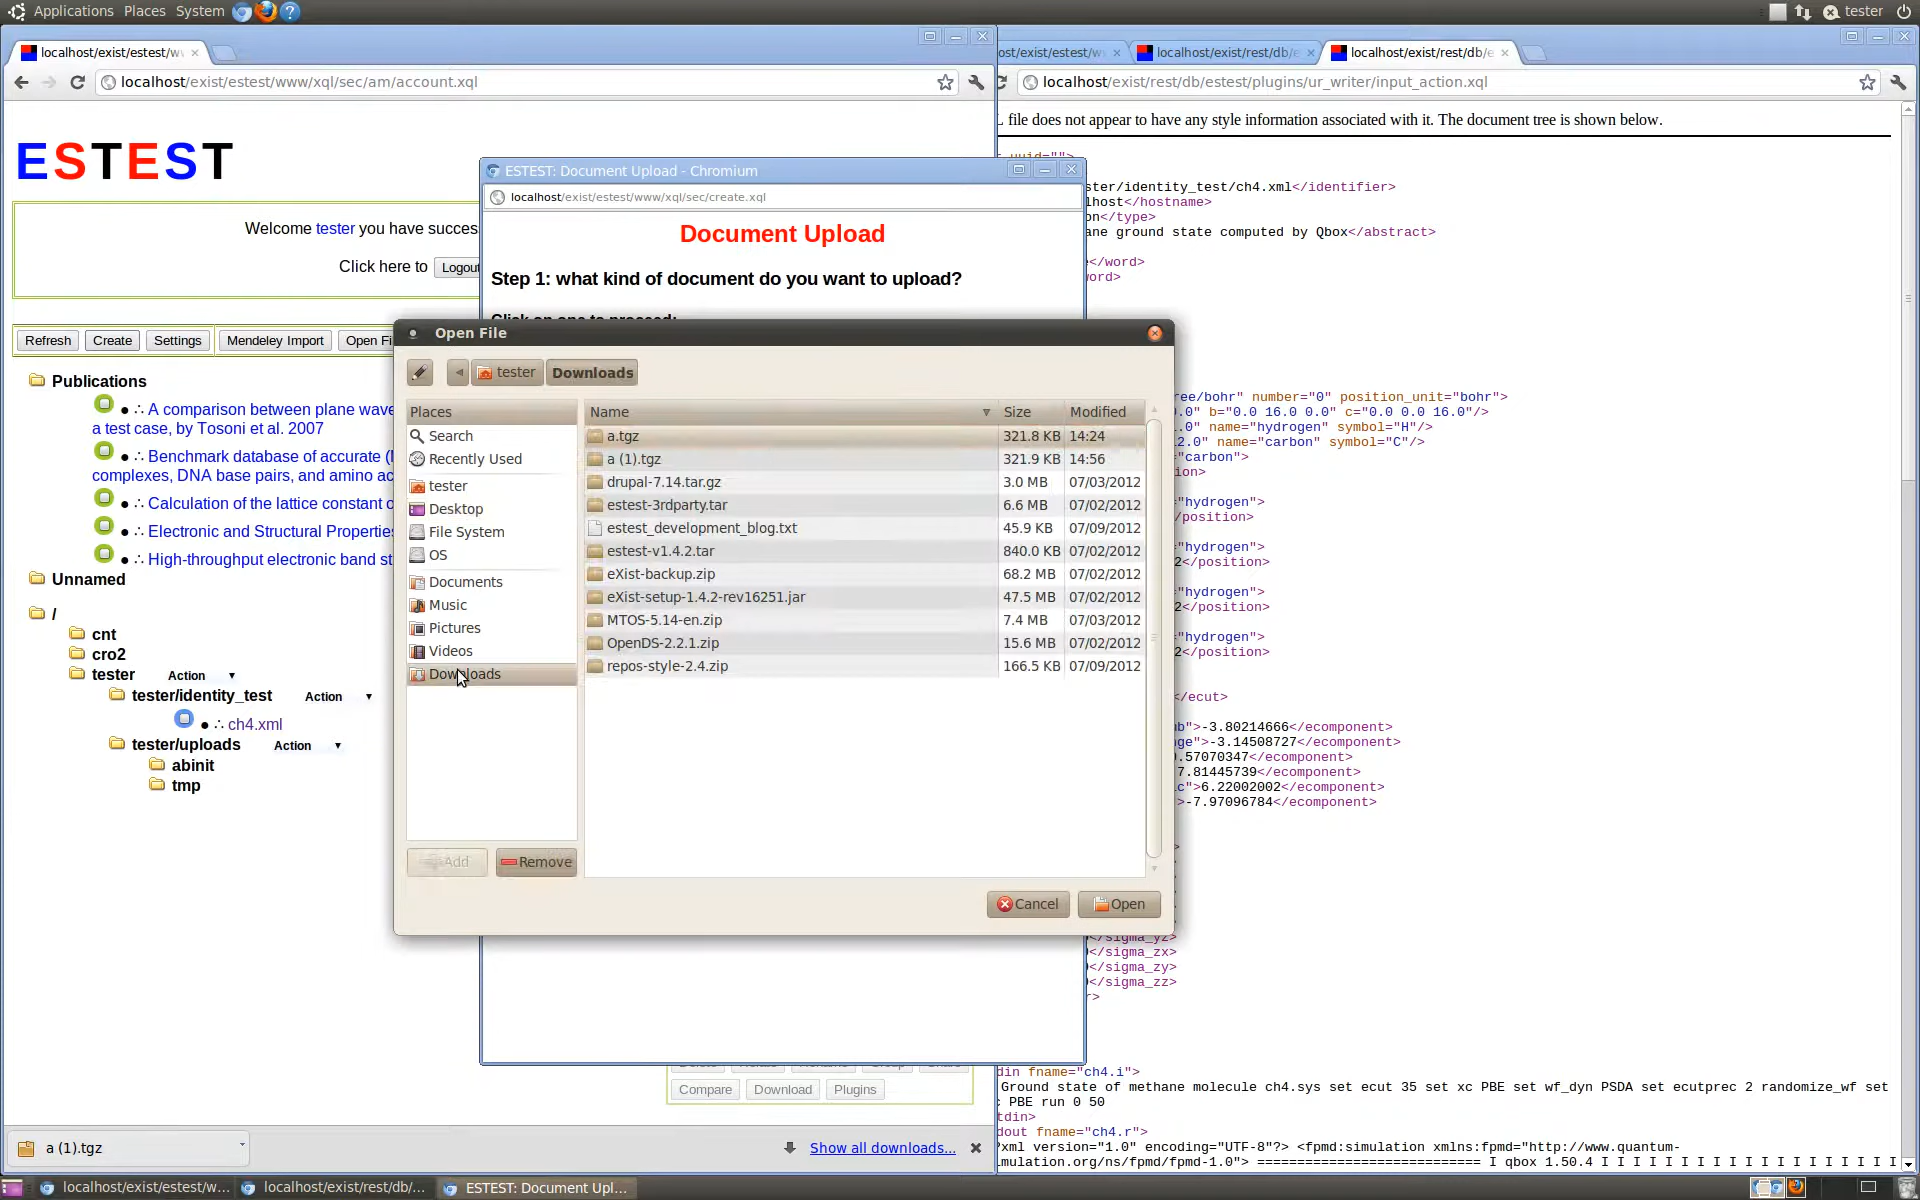 Applications Places System tester
localhost/exist/estest/w
localhost/exist/estest/www/xql/sec/am/account.xql
ESTEST
Welcome tester you have succes
Click here to Logout
Refresh Create Settings Mendeley Import Open Fi
Publications
A comparison between plane wave
a test case, by Tosoni et al. 2007
Benchmark database of accurate (
complexes, DNA base pairs, and amino ac
Calculation of the lattice constant o
Electronic and Structural Propertie
High-throughput electronic band st
Unnamed
/
cnt
cro2
tester Action
tester/identity_test Action
ch4.xml
tester/uploads Action
abinit
tmp
Compare Download Plugins
a (1).tgz Show all downloads...
ESTEST: Document Upload - Chromium
localhost/exist/estest/www/xql/sec/create.xql
Document Upload
Step 1: what kind of document do you want to upload?
Click on one to proceed:
Open File
tester Downloads
Places
Search
Recently Used
tester
Desktop
File System
OS
Documents
Music
Pictures
Videos
Downloads
Add Remove
Name Size Modified
a.tgz 321.8 KB 14:24
a (1).tgz 321.9 KB 14:56
drupal-7.14.tar.gz 3.0 MB 07/03/2012
estest-3rdparty.tar 6.6 MB 07/02/2012
estest_development_blog.txt 45.9 KB 07/09/2012
estest-v1.4.2.tar 840.0 KB 07/02/2012
eXist-backup.zip 68.2 MB 07/02/2012
eXist-setup-1.4.2-rev16251.jar 47.5 MB 07/02/2012
MTOS-5.14-en.zip 7.4 MB 07/03/2012
OpenDS-2.2.1.zip 15.6 MB 07/02/2012
repos-style-2.4.zip 166.5 KB 07/09/2012
Cancel Open
ost/exist/estest/w localhost/exist/rest/db/e localhost/exist/rest/db/e
localhost/exist/rest/db/estest/plugins/ur_writer/input_action.xql
L file does not appear to have any style information associated with it. The document tree is shown below.
t uuid="">
ster/identity_test/ch4.xml</identifier>
lhost</hostname>
on</type>
ane ground state computed by Qbox</abstract>
e</word>
ord>
ree/bohr" number="0" position_unit="bohr">
0.0" b="0.0 16.0 0.0" c="0.0 0.0 16.0"/>
1.0" name="hydrogen" symbol="H"/>
2.0" name="carbon" symbol="C"/>
="carbon">
ion>
"hydrogen">
/position>
"hydrogen">
2</position>
"hydrogen">
2</position>
"hydrogen">
2</position>
</ecut>
ub">-3.80214666</ecomponent>
ge">-3.14508727</ecomponent>
.57070347</ecomponent>
7.81445739</ecomponent>
c">6.22002002</ecomponent>
>-7.97096784</ecomponent>
</sigma_yz>
</sigma_zx>
</sigma_zy>
</sigma_zz>
r>
din fname="ch4.i">
Ground state of methane molecule ch4.sys set ecut 35 set xc PBE set wf_dyn PSDA set ecutprec 2 randomize_wf set
PBE run 0 50
tdin>
dout fname="ch4.r">
?xml version="1.0" encoding="UTF-8"?> <fpmd:simulation xmlns:fpmd="http://www.quantum-
imulation.org/ns/fpmd/fpmd-1.0"> ============================ I qbox 1.50.4 I I I I I I I I I I I I I I I I I
localhost/exist/estest/w... localhost/exist/rest/db/... ESTEST: Document Upl...